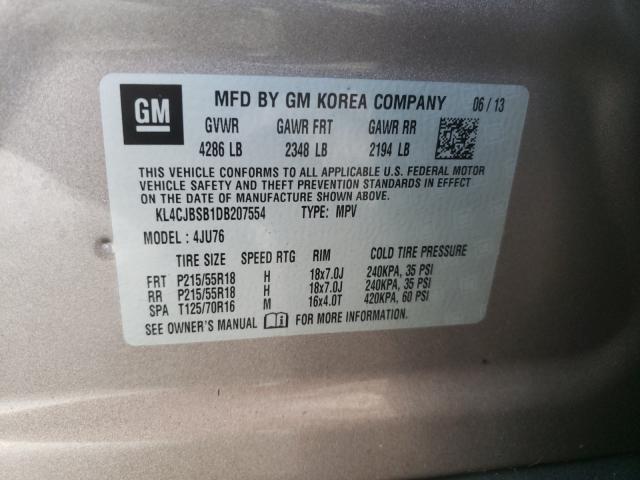 GM MFD BY GM KOREA COMPANY 06 / 13
GVWR GAWR FRT GAWR RR
4286 LB 2348 LB 2194 LB
THIS VEHICLE CONFORMS TO ALL APPLICABLE U.S. FEDERAL MOTOR
VEHICLE SAFETY AND THEFT PREVENTION STANDARDS IN EFFECT
ON THE DATE OF MANUFACTURE SHOWN ABOVE.
KL4CJBSB1DB207554 TYPE: MPV
MODEL : 4JU76
TIRE SIZE SPEED RTG RIM COLD TIRE PRESSURE
FRT P215/55R18 H 18x7.0J 240KPA, 35 PSI
RR P215/55R18 H 18x7.0J 240KPA, 35 PSI
SPA T125/70R16 M 16x4.0T 420KPA, 60 PSI
SEE OWNER'S MANUAL FOR MORE INFORMATION.